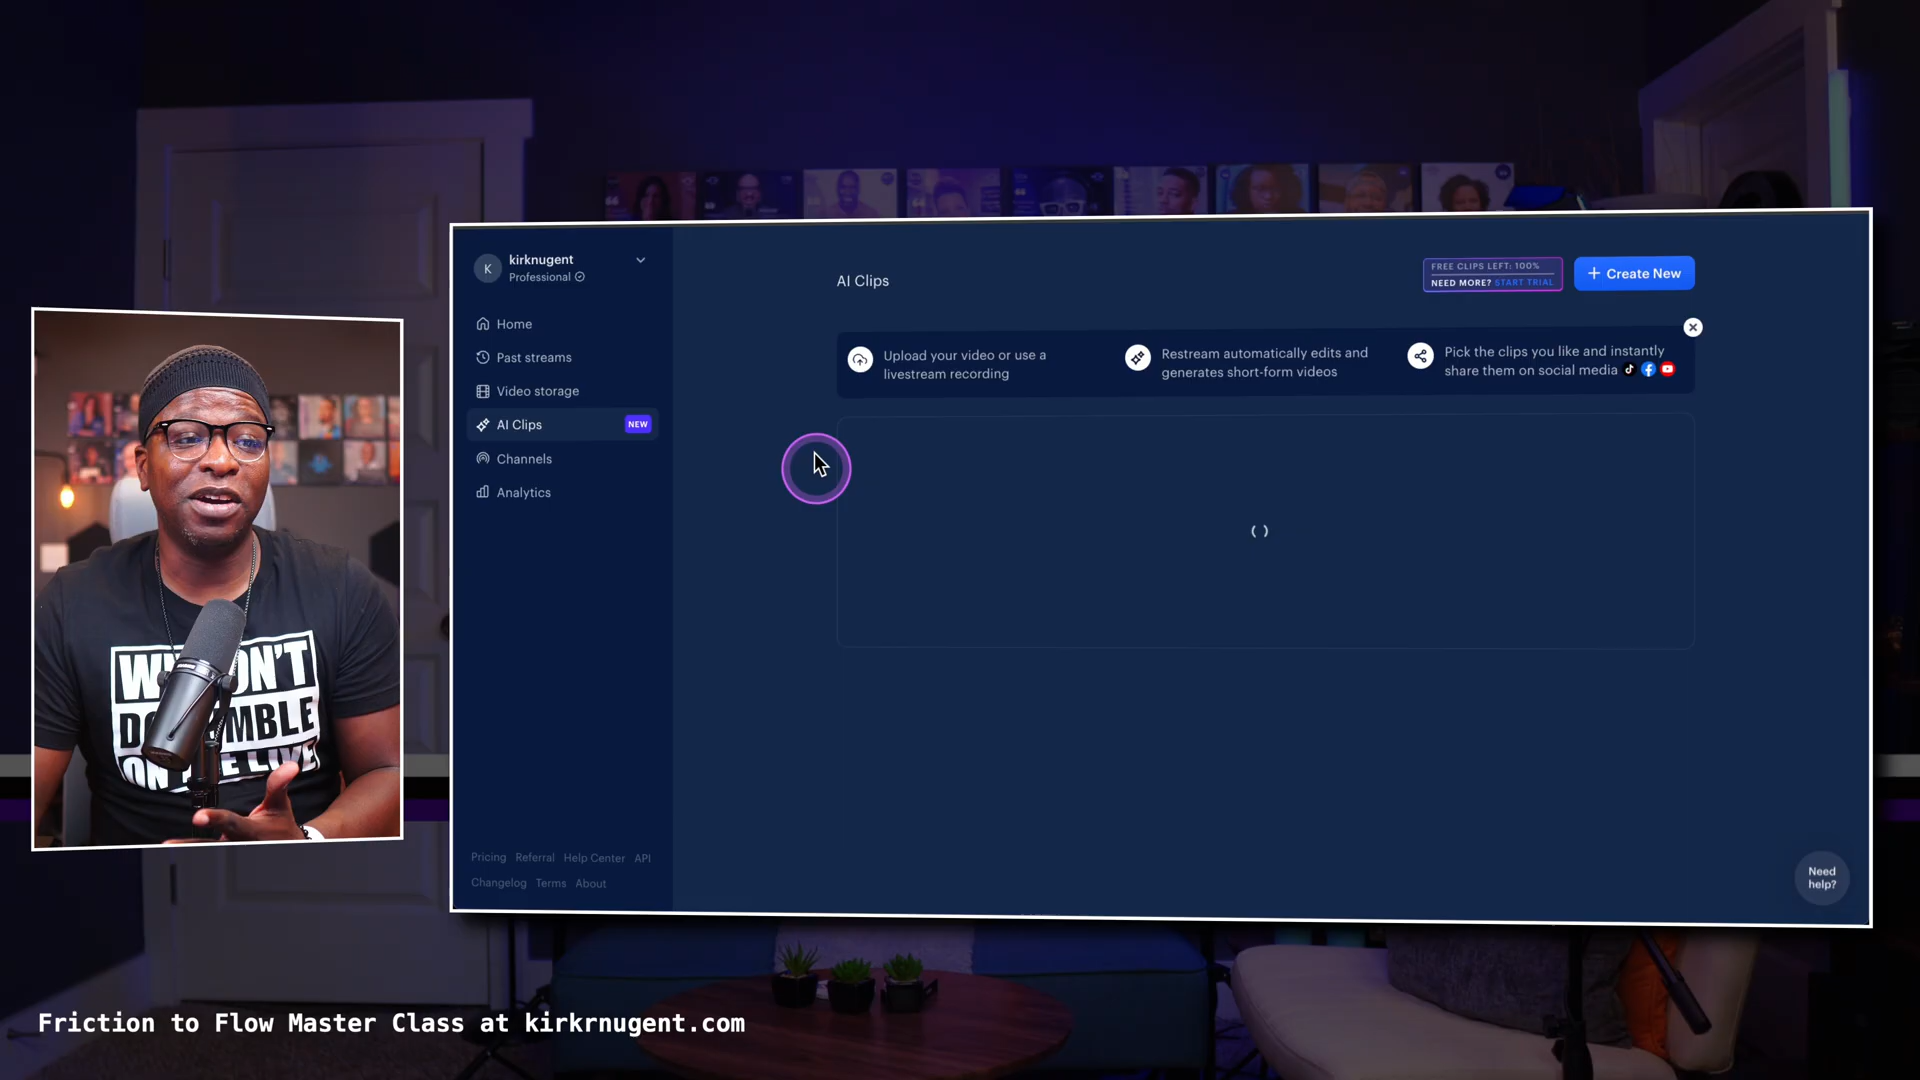 kirknugent
K
Professional
Home
Past streams
Video storage
AI Clips
NEW
Channels
Analytics
Pricing Referral Help Center API
Changelog Terms About
AI Clips
FREE CLIPS LEFT: 100%
NEED MORE? START TRIAL
+ Create New
Upload your video or use a
livestream recording
Restream automatically edits and
generates short-form videos
Pick the clips you like and instantly
share them on social media
Need
help?
ON THE LIVE
Friction to Flow Master Class at kirkrnugent.com